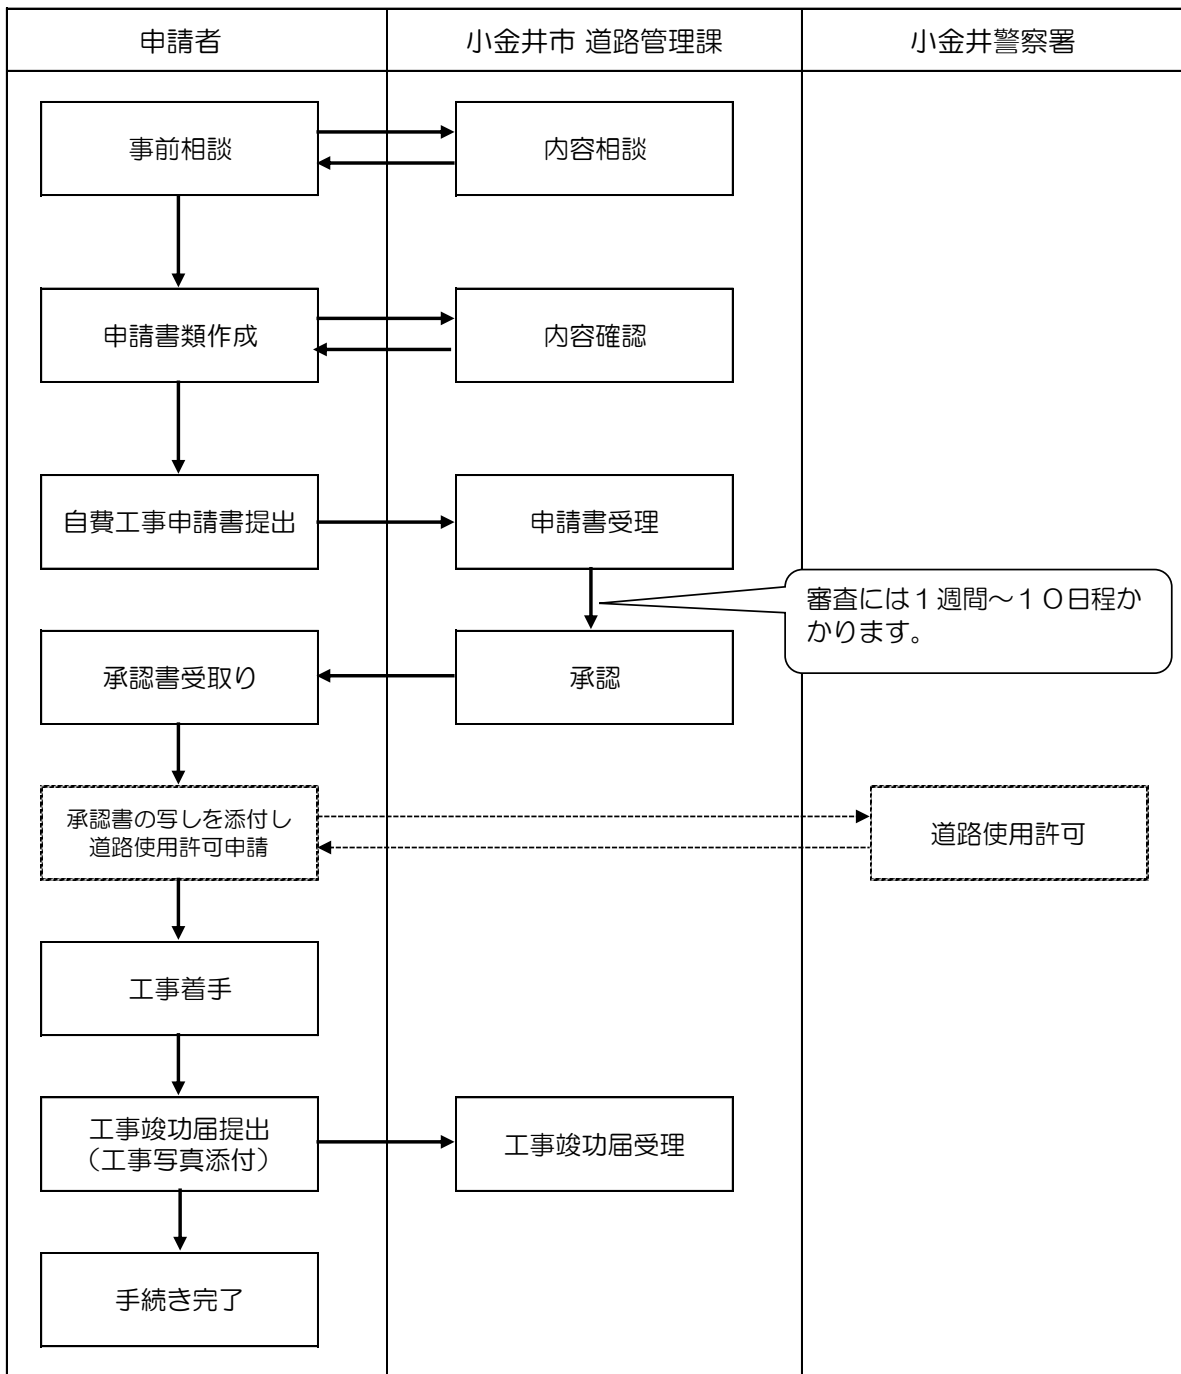 申請者
小金井市 道路管理課
小金井警察署
事前相談
内容相談
申請書類作成
内容確認
自費工事申請書提出
申請書受理
審査には１週間～１０日程か
かります。
承認書受取り
承認
承認書の写しを添付し
道路使用許可申請
道路使用許可
工事着手
工事竣功届提出
（工事写真添付）
工事竣功届受理
手続き完了